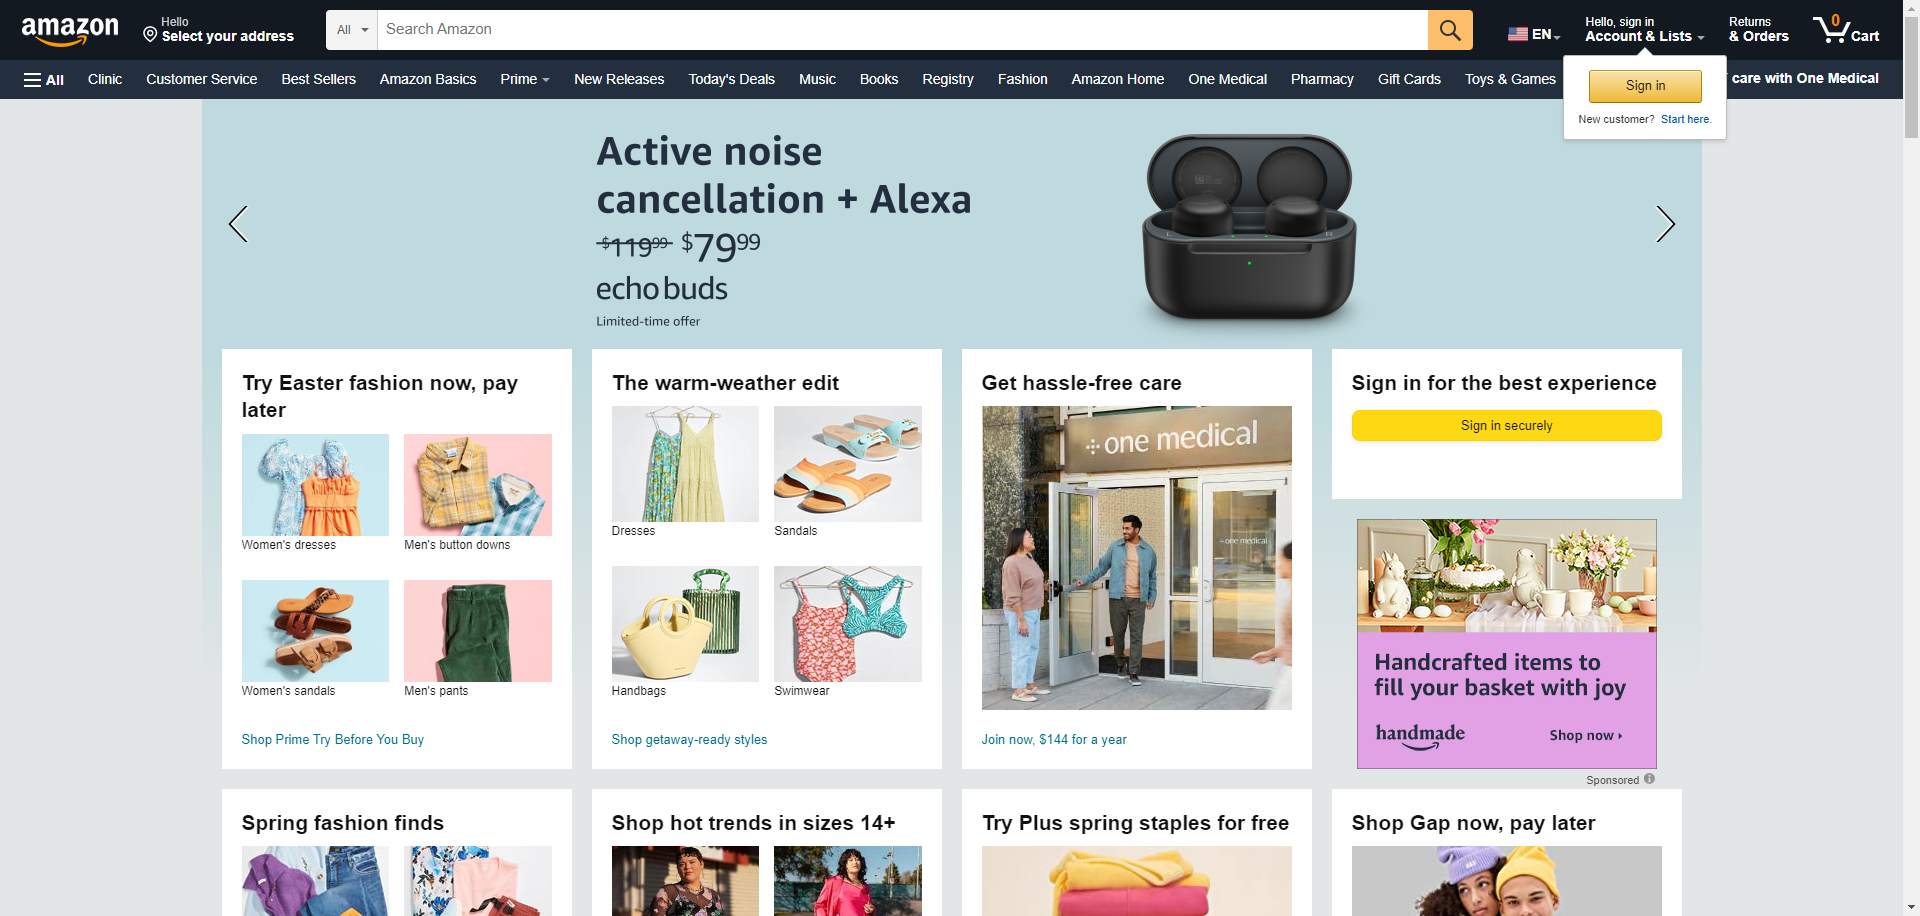 amazon
Hello
Select your address
All
Search Amazon
EN
Hello, sign in
Account & Lists
Returns
& Orders
0
Cart
All
Clinic
Customer Service
Best Sellers
Amazon Basics
Prime
New Releases
Today's Deals
Music
Books
Registry
Fashion
Amazon Home
One Medical
Pharmacy
Gift Cards
Toys & Games
care with One Medical
Sign in
New customer? Start here.
Active noise
cancellation + Alexa
$119.99 $79.99
echo buds
Limited-time offer
L
R
Try Easter fashion now, pay
later
Women's dresses
Men's button downs
Women's sandals
Men's pants
Shop Prime Try Before You Buy
The warm-weather edit
Dresses
Sandals
Handbags
Swimwear
Shop getaway-ready styles
Get hassle-free care
one medical
one medical
Join now, $144 for a year
Sign in for the best experience
Sign in securely
Handcrafted items to
fill your basket with joy
handmade
Shop now
Sponsored
Spring fashion finds
Shop hot trends in sizes 14+
Try Plus spring staples for free
Shop Gap now, pay later